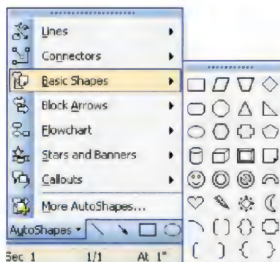 Lines
Connectors
Basic Shapes
Block Arrows
Flowchart
Stars and Banners
Callouts
More AutoShapes...
AutoShapes
Sec 1 1/1 At 1"